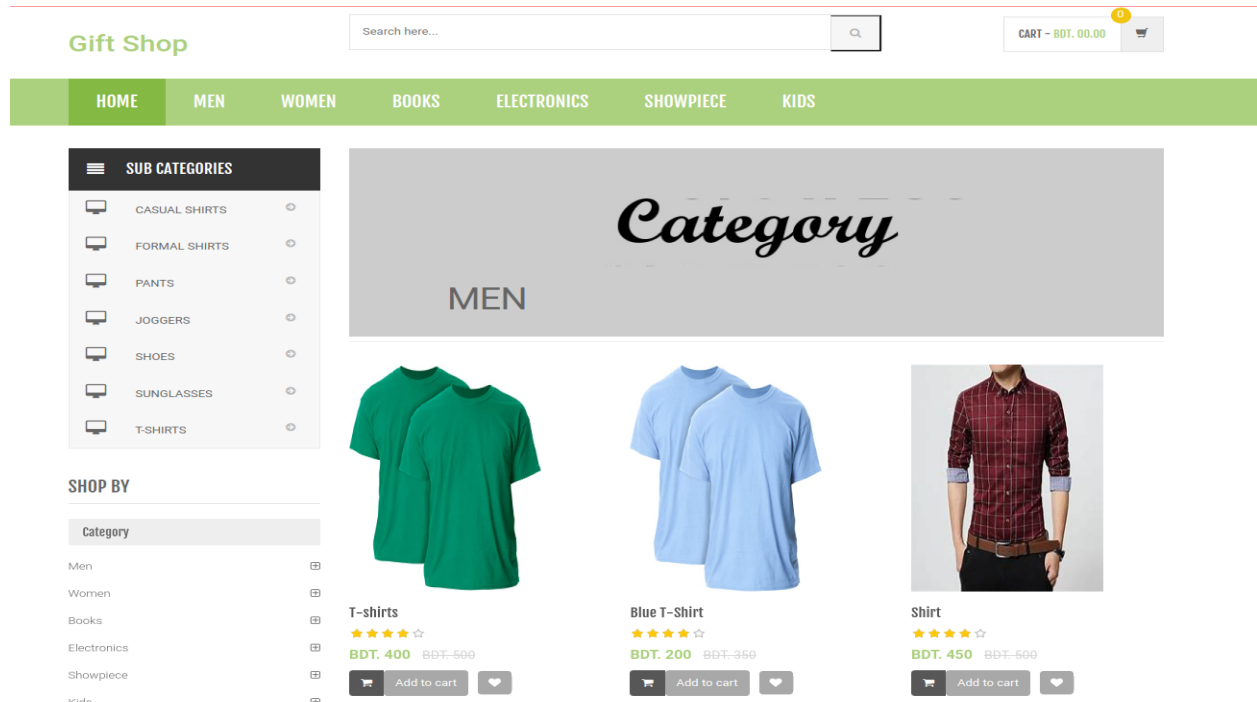 Gift Shop
Search here...
CART - BDT. 00.00
0
HOME MEN WOMEN BOOKS ELECTRONICS SHOWPIECE KIDS
SUB CATEGORIES
CASUAL SHIRTS
FORMAL SHIRTS
PANTS
JOGGERS
SHOES
SUNGLASSES
T-SHIRTS
SHOP BY
Category
Men
Women
Books
Electronics
Showpiece
Kids
Category
MEN
T-shirts
BDT. 400 BDT. 500
Add to cart
Blue T-Shirt
BDT. 200 BDT. 350
Add to cart
Shirt
BDT. 450 BDT. 500
Add to cart